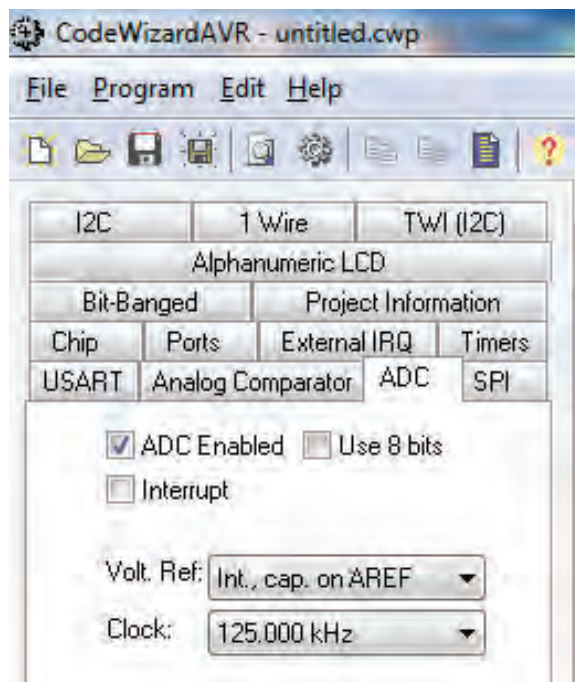 CodeWizardAVR - untitled.cwp
File Program Edit Help
?
I2C 1 Wire TWI (I2C)
Alphanumeric LCD
Bit-Banged Project Information
Chip Ports External IRQ Timers
USART Analog Comparator ADC SPI
ADC Enabled Use 8 bits
Interrupt
Volt. Ref: Int., cap. on AREF
Clock: 125.000 kHz